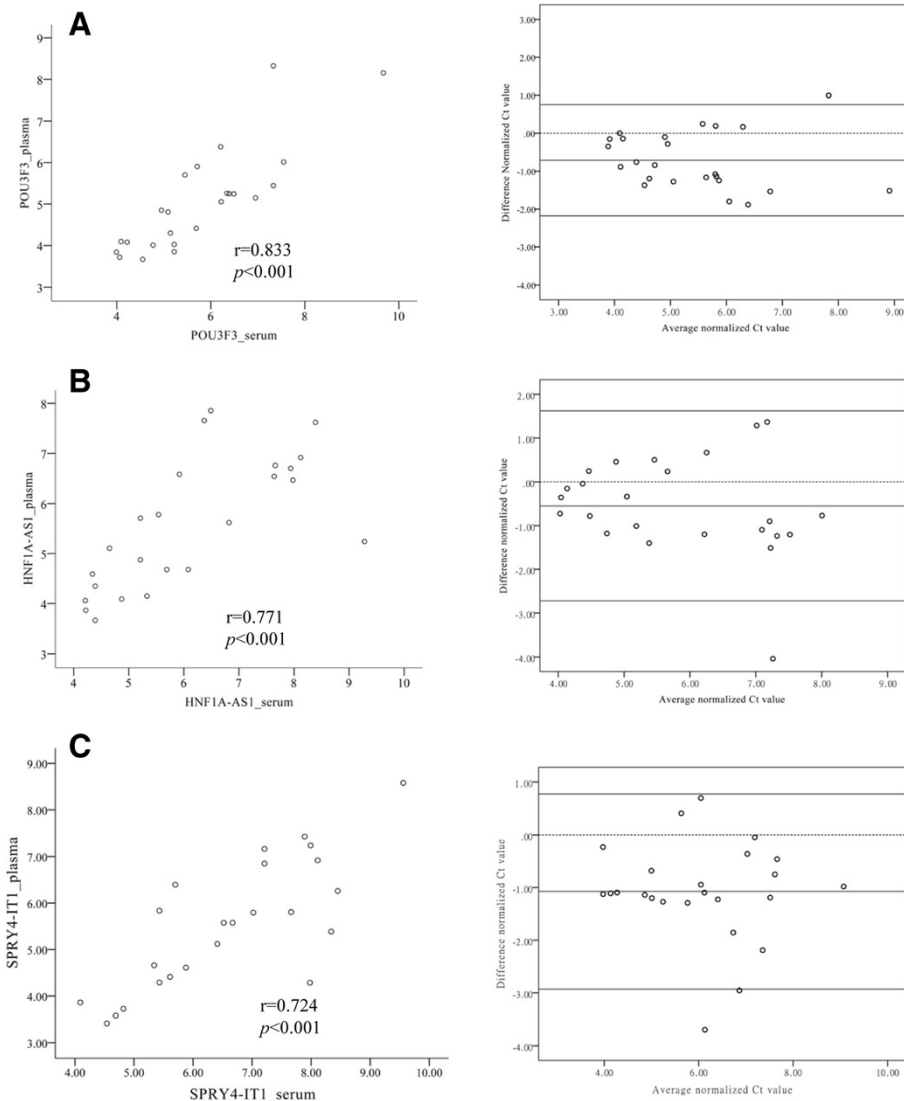 A
9
8
7
6
5
4
3
POU3F3_plasma
r=0.833
p<0.001
4 6 8 10
POU3F3_serum
3.00
2.00
1.00
.00
-1.00
-2.00
-3.00
-4.00
Difference Normalized Ct value
3.00 4.00 5.00 6.00 7.00 8.00 9.00
Average normalized Ct value
B
8
7
6
5
4
3
HNF1A-AS1_plasma
r=0.771
p<0.001
4 5 6 7 8 9 10
HNF1A-AS1_serum
2.00
1.00
.00
-1.00
-2.00
-3.00
-4.00
Difference normalized Ct value
4.00 5.00 6.00 7.00 8.00 9.0
Average normalized Ct value
C
9.00
8.00
7.00
6.00
5.00
4.00
3.00
SPRY4-IT1_plasma
r=0.724
p<0.001
4.00 5.00 6.00 7.00 8.00 9.00 10.00
SPRY4-IT1_serum
1.00
.00
-1.00
-2.00
-3.00
-4.00
Difference normalized Ct value
4.00 6.00 8.00 10.0
Average normalized Ct value